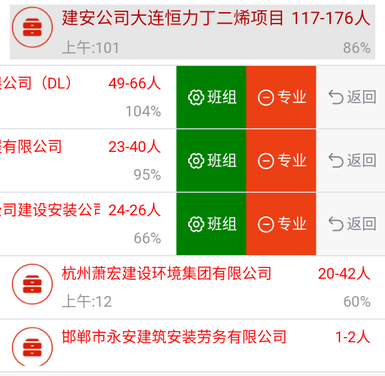 建安公司大连恒力丁二烯项目 117-176人
上午:101 86%
公司（DL） 49-66人 班组 专业 返回
104%
有限公司 23-40人 班组 专业 返回
95%
公司建设安装公司 24-26人 班组 专业 返回
66%
杭州萧宏建设环境集团有限公司 20-42人
上午:12 60%
邯郸市永安建筑安装劳务有限公司 1-2人